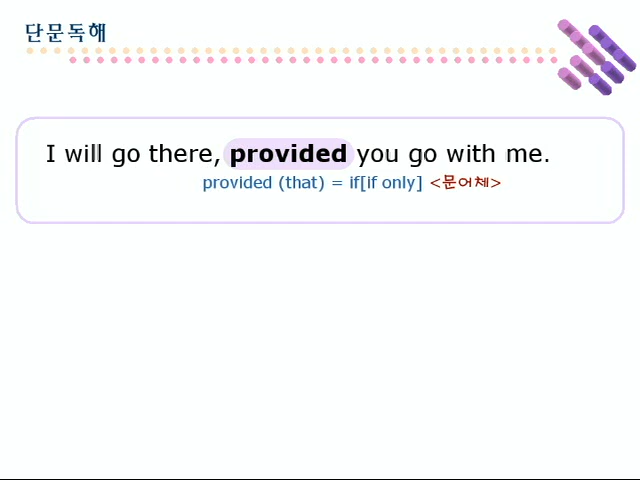 단문독해
I will go there, provided you go with me.
provided (that) = if[if only] <문어체>